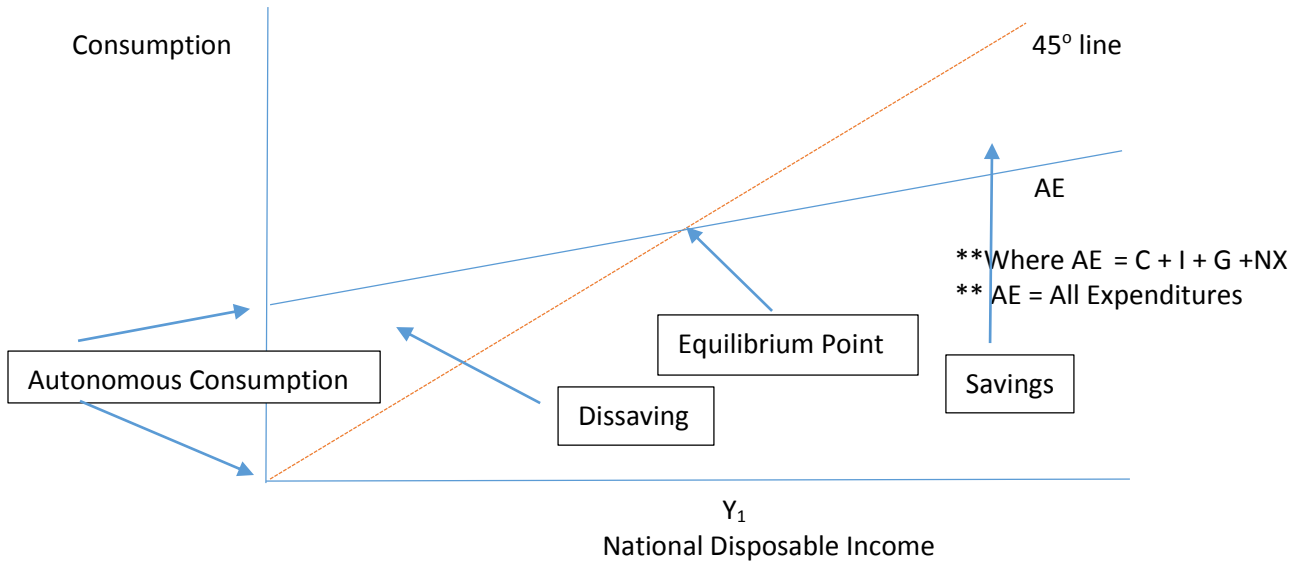 Consumption
45º line
AE
**Where AE = C + I + G +NX
** AE = All Expenditures
Equilibrium Point
Autonomous Consumption
Savings
Dissaving
Y₁
National Disposable Income